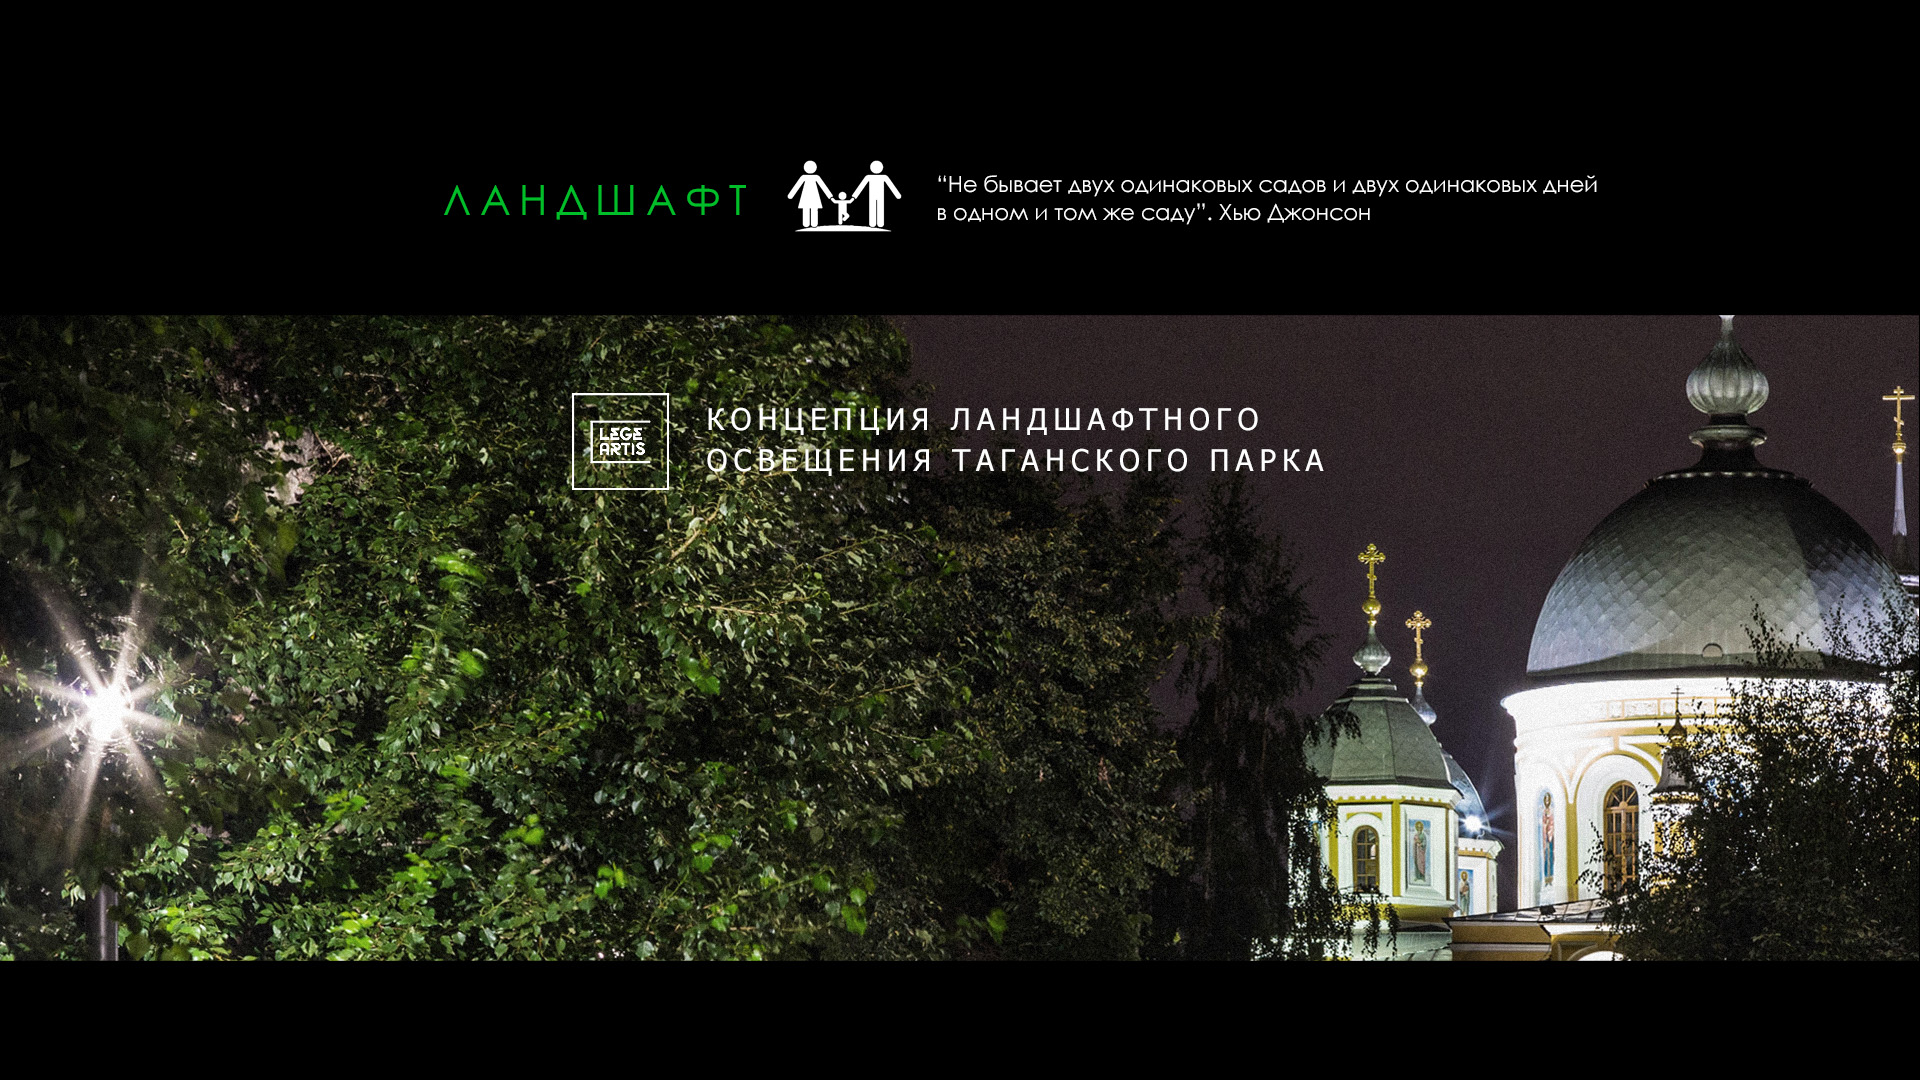 ЛАНДШАФТ
“Не бывает двух одинаковых садов и двух одинаковых дней
в одном и том же саду”. Хью Джонсон
LEGE
ARTIS
КОНЦЕПЦИЯ ЛАНДШАФТНОГО
ОСВЕЩЕНИЯ ТАГАНСКОГО ПАРКА